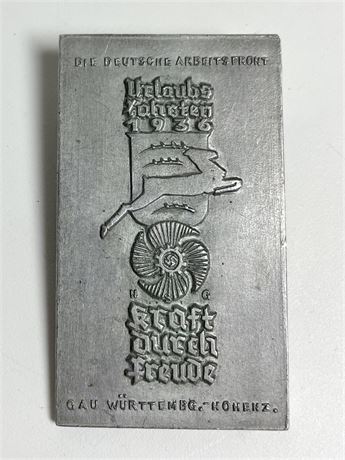 DIE DEUTSCHE ARBEITSFRONT
Urlaubs
fahrten
1936
N G
Kraft
durch
Freude
GAU WÜRTTEMBG.-HOHENZ.